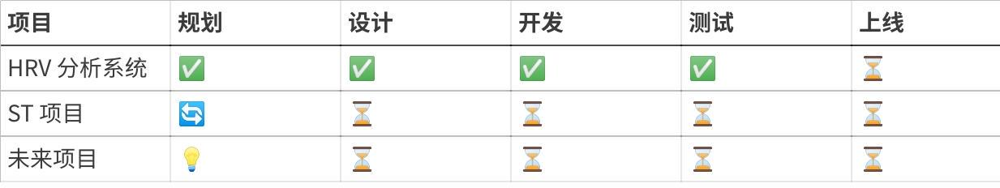 项目 规划 设计 开发 测试 上线
HRV 分析系统 ✅ ✅ ✅ ✅ ⏳
ST 项目 🔄 ⏳ ⏳ ⏳ ⏳
未来项目 💡 ⏳ ⏳ ⏳ ⏳